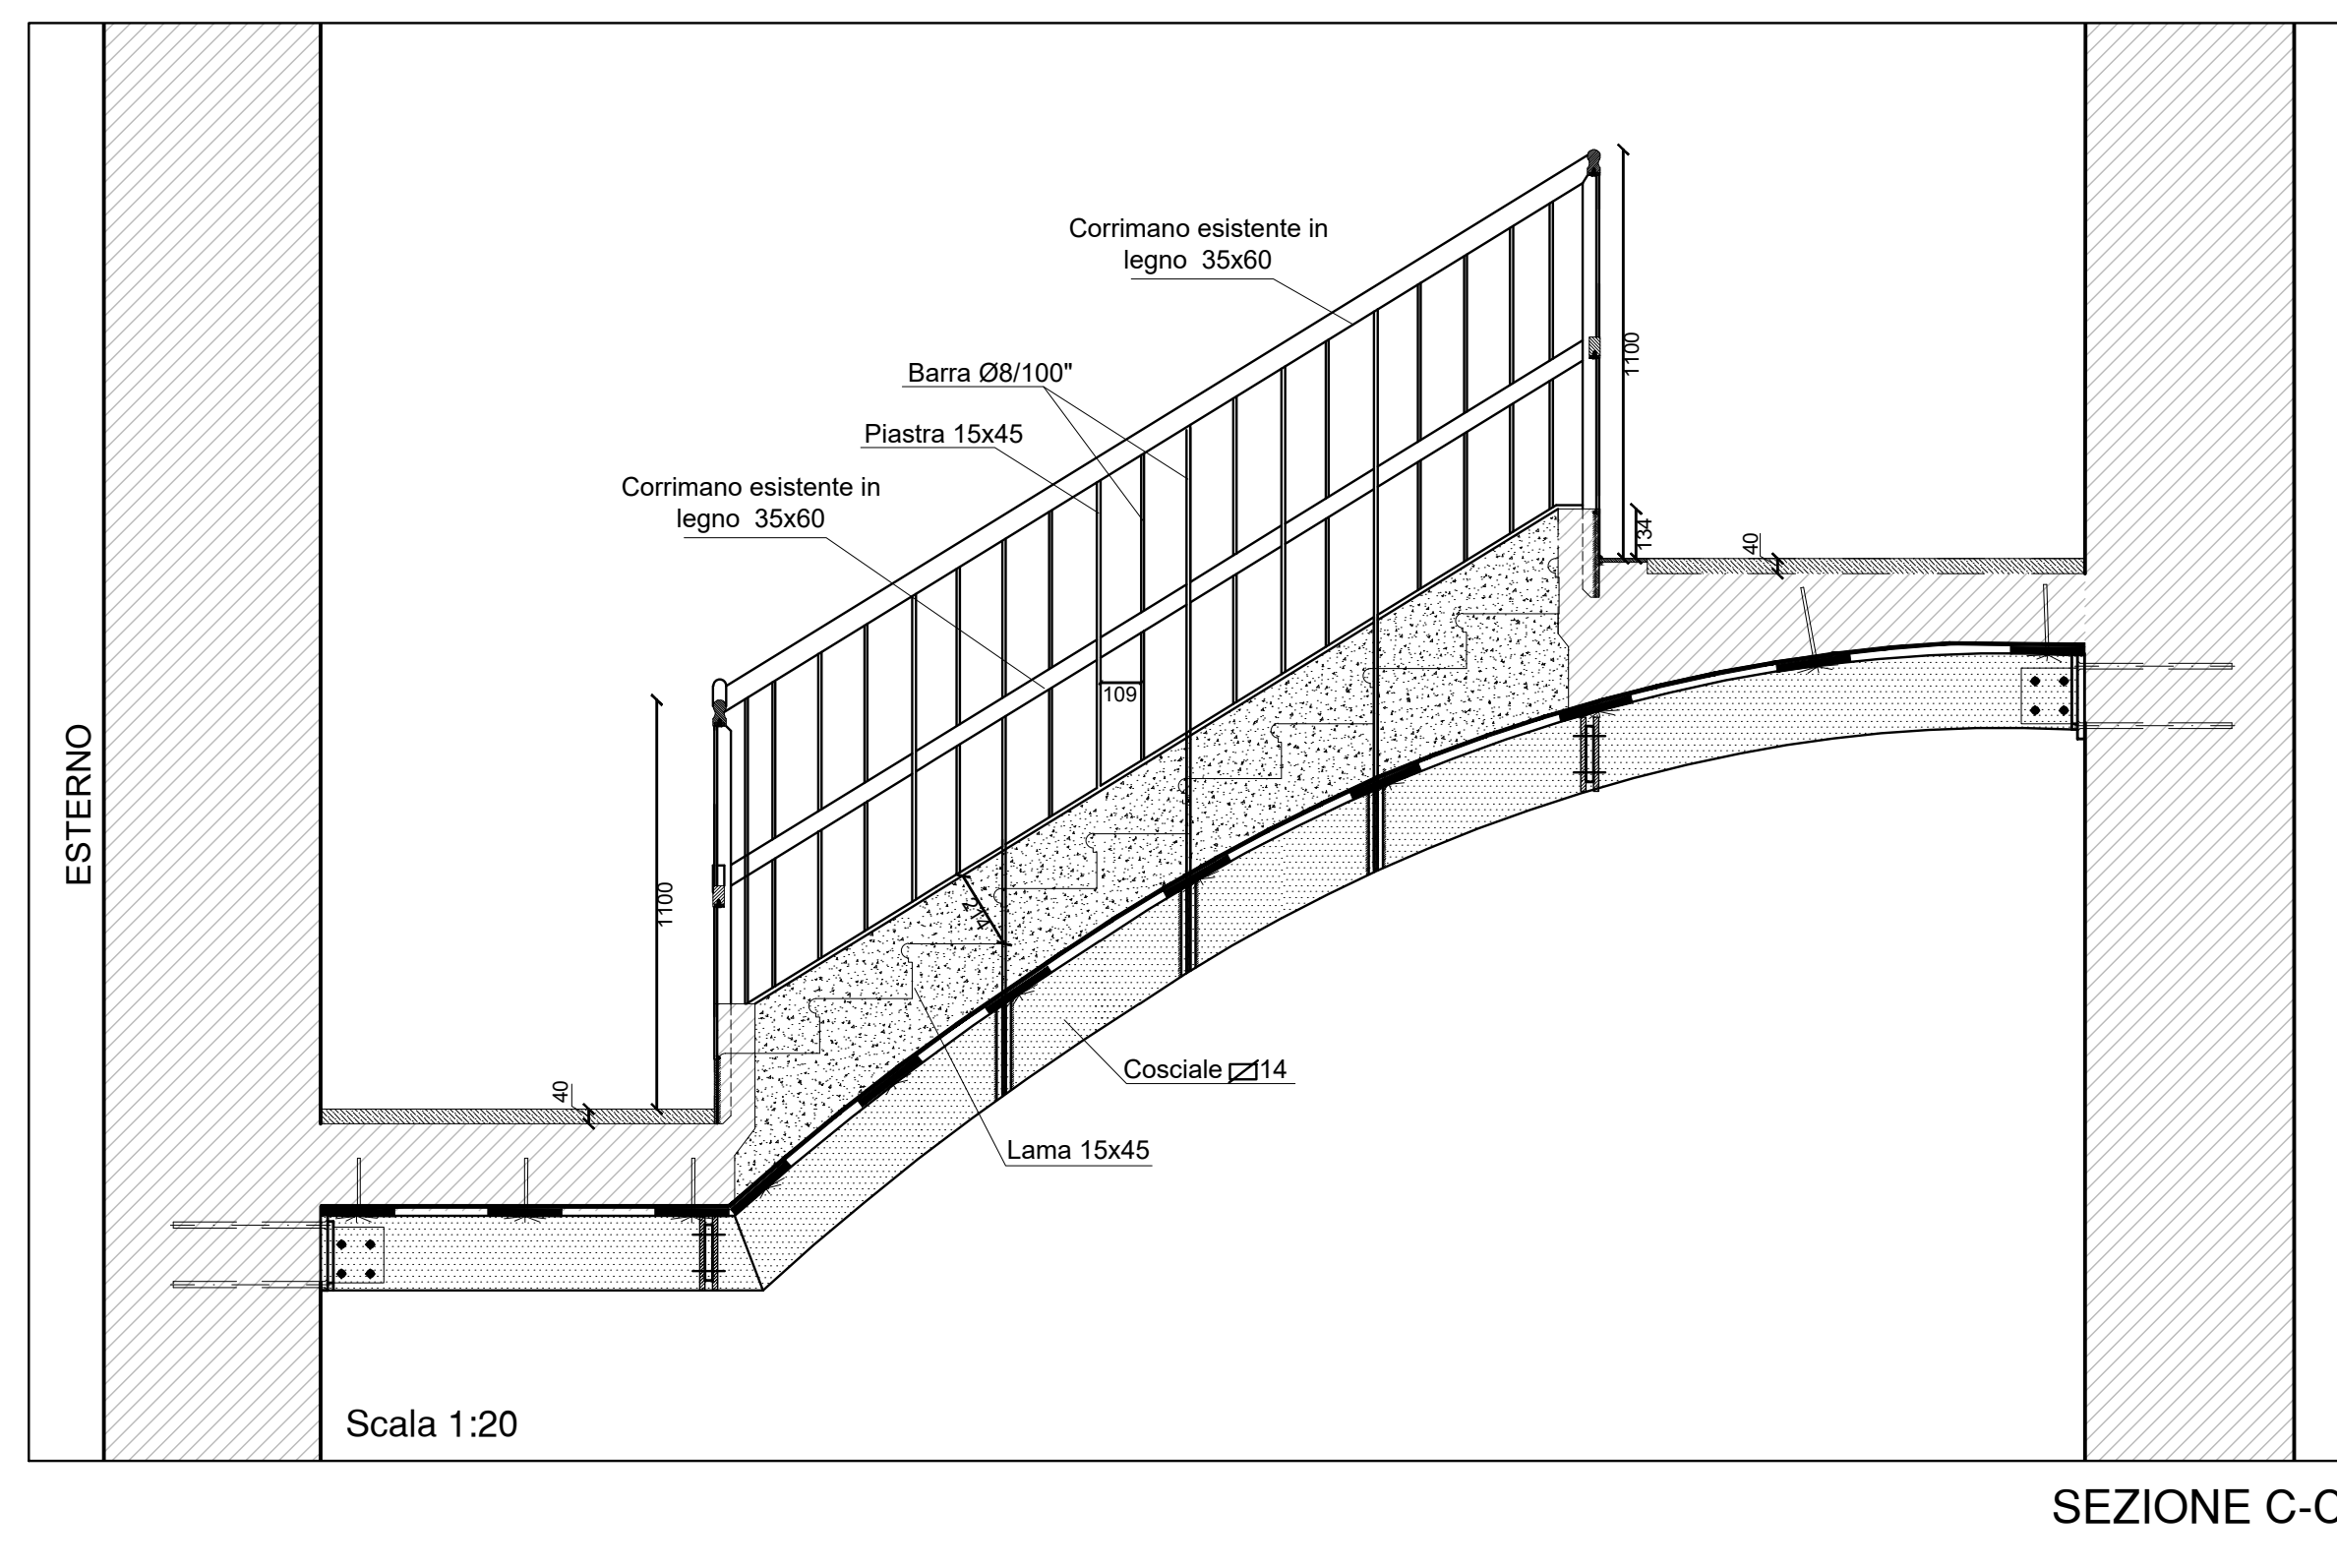 Corrimano esistente in
legno 35x60
1100
Barra Ø8/100"
Piastra 15x45
Corrimano esistente in
legno 35x60
134
40
109
ESTERNO
1100
214
40
Cosciale 14
Lama 15x45
Scala 1:20
SEZIONE C-C